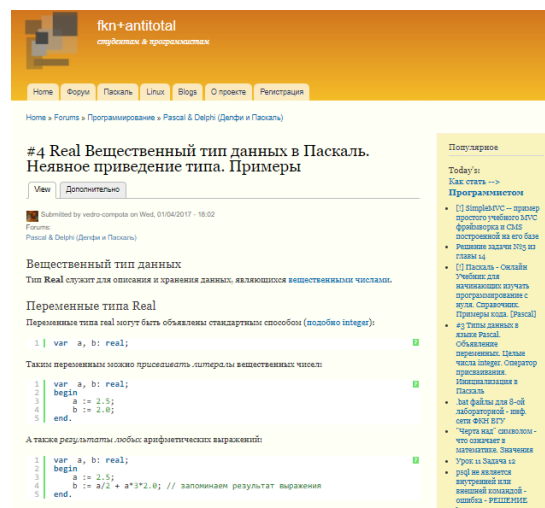 fkn+antitotal
студентам & программистам
Home Форум Паскаль Linux Blogs О проекте Регистрация
Home » Forums » Программирование » Pascal & Delphi (Делфи и Паскаль)
#4 Real Вещественный тип данных в Паскаль.
Неявное приведение типа. Примеры
View Дополнительно
Submitted by vedro-compota on Wed, 01/04/2017 - 18:02
Forums:
Pascal & Delphi (Делфи и Паскаль)
Вещественный тип данных
Тип Real служит для описания и хранения данных, являющихся вещественными числами.
Переменные типа Real
Переменные типа real могут быть объявлены стандартным способом (подобно integer):
1 var a, b: real; ?
Таким переменным можно присваивать литералы вещественных чисел:
1 var a, b: real; ?
2 begin
3 a := 2.5;
4 b := 2.0;
5 end.
А также результаты любых арифметических выражений:
1 var a, b: real; ?
2 begin
3 a := 2.5;
4 b := a/2 + a*3*2.0; // запоминаем результат выражения
5 end.
Популярное
Today's:
Как стать -->
Программистом
[!] SimpleMVC -- пример
простого учебного MVC
фреймворка и CMS
построенной на его базе
Решение задачи №5 из
главы 14
[!] Паскаль - Онлайн
Учебник для
начинающих изучать
программирование с
нуля. Справочник.
Примеры кода. [Pascal]
#3 Типы данных в
языке Pascal.
Объявление
переменных. Целые
числа integer. Оператор
присваивания.
Инициализация в
Паскаль
.bat файлы для 8-ой
лабораторной - инф.
сети ФКН ВГУ
"Черта над" символом -
что означает в
математике. Значения
Урок 11 Задача 12
psql не является
внутренней или
внешней командой -
ошибка - РЕШЕНИЕ